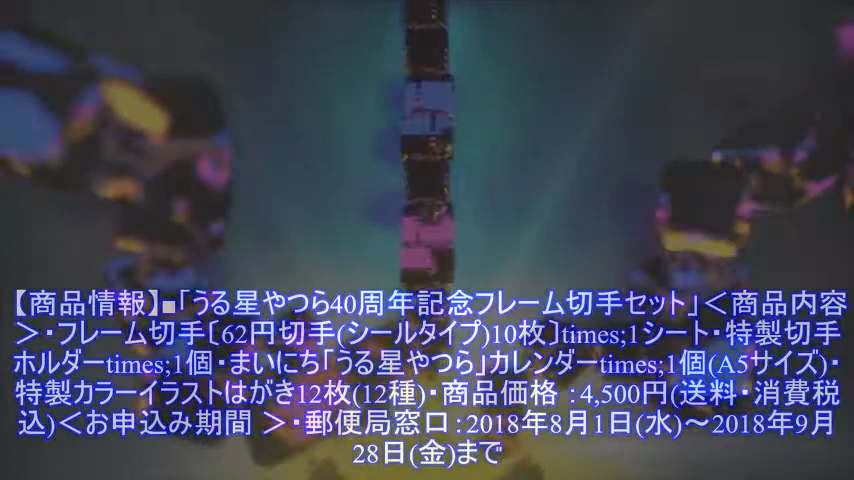 【商品情報】■「うる星やつら40周年記念フレーム切手セット」＜商品内容
＞・フレーム切手〔62円切手(シールタイプ)10枚〕times;1シート・特製切手
ホルダーtimes;1個・まいにち「うる星やつら」カレンダーtimes;1個(A5サイズ)・
特製カラーイラストはがき12枚(12種)・商品価格 ：4,500円(送料・消費税
込)＜お申込み期間 ＞・郵便局窓口：2018年8月1日(水)～2018年9月
28日(金)まで